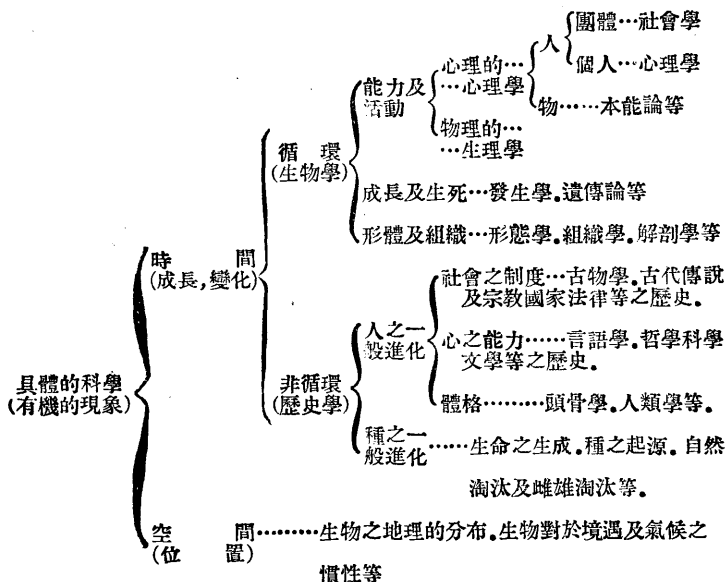 團體…社會學
人
個人…心理學
心理的…
…心理學
物……本能論等
能力及
活動
物理的…
…生理學
循環
(生物學)
成長及生死…發生學.遺傳論等
形體及組織…形態學.組織學.解剖學等
時間
(成長,變化)
社會之制度…古物學.古代傳說
及宗教國家法律等之歷史.
人之一
般進化
心之能力……言語學.哲學科學
文學等之歷史.
非循環
(歷史學)
體格………頭骨學.人類學等.
具體的科學
(有機的現象)
種之一
般進化……生命之生成.種之起源.自然
淘汰及雌雄淘汰等.
空間………生物之地理的分布.生物對於境遇及氣候之
(位置)
慣性等